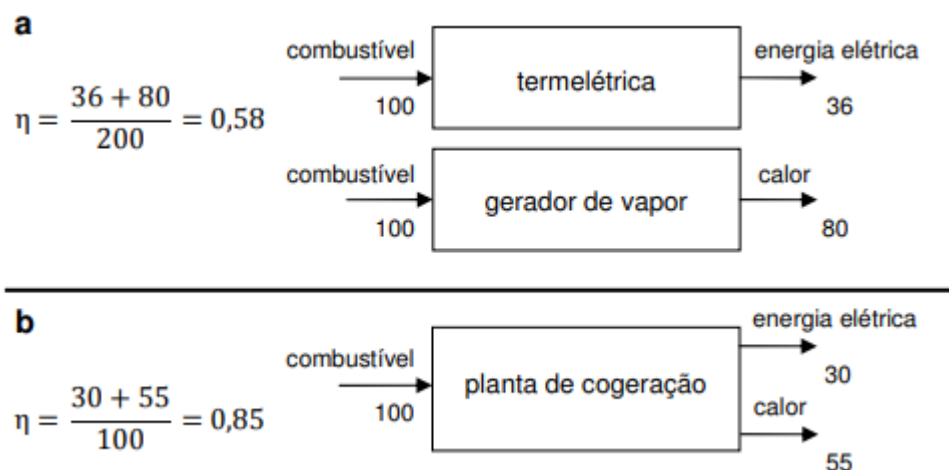 a
combustível
100
termelétrica
energia elétrica
36
η = (36 + 80) / 200 = 0,58
combustível
100
gerador de vapor
calor
80
b
combustível
100
planta de cogeração
energia elétrica
30
calor
55
η = (30 + 55) / 100 = 0,85